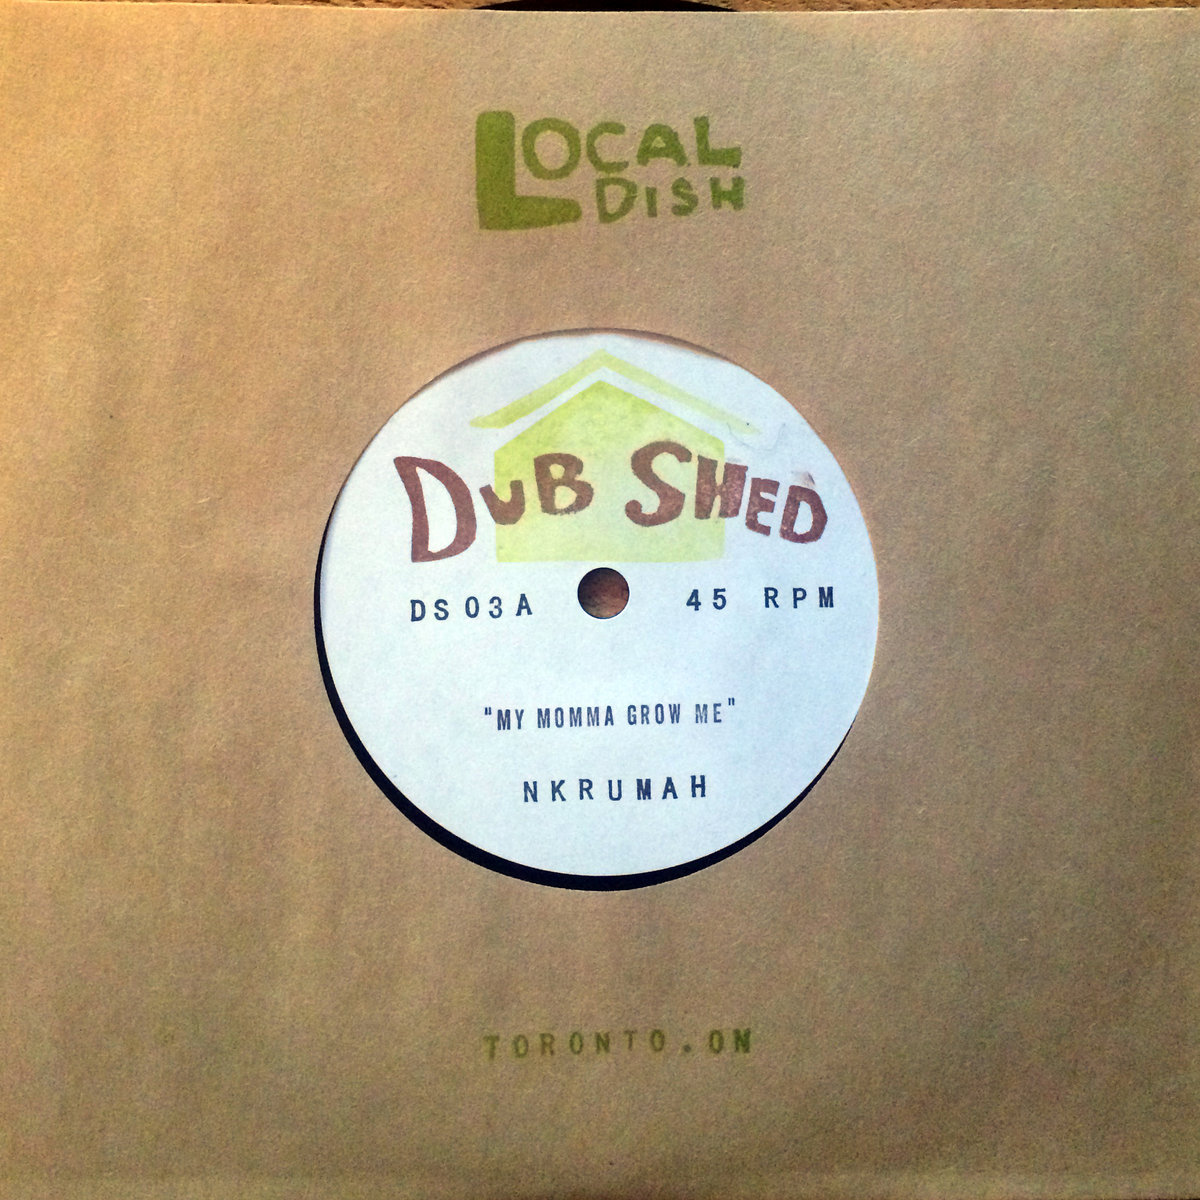 LOCAL
DISH
DUB SHED
DS03A 45 RPM
"MY MOMMA GROW ME"
NKRUMAH
TORONTO.ON